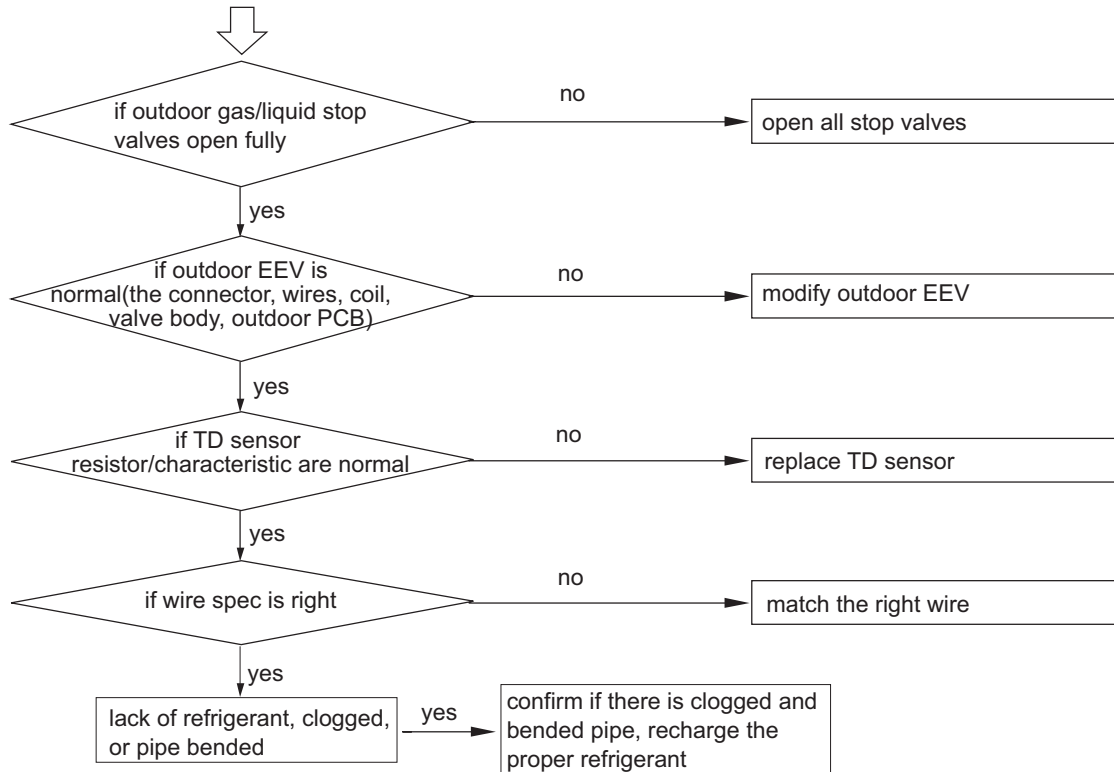 if outdoor gas/liquid stop
valves open fully
no
open all stop valves
yes
if outdoor EEV is
normal(the connector, wires, coil,
valve body, outdoor PCB)
no
modify outdoor EEV
yes
if TD sensor
resistor/characteristic are normal
no
replace TD sensor
yes
if wire spec is right
no
match the right wire
yes
lack of refrigerant, clogged,
or pipe bended
yes
confirm if there is clogged and
bended pipe, recharge the
proper refrigerant